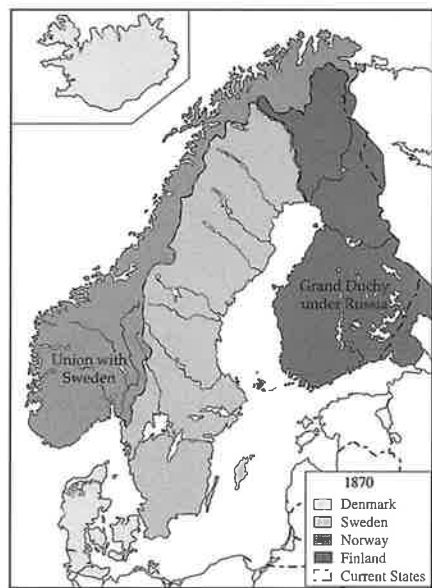 Grand Duchy
under Russia
Union with
Sweden
1870
Denmark
Sweden
Norway
Finland
Current States